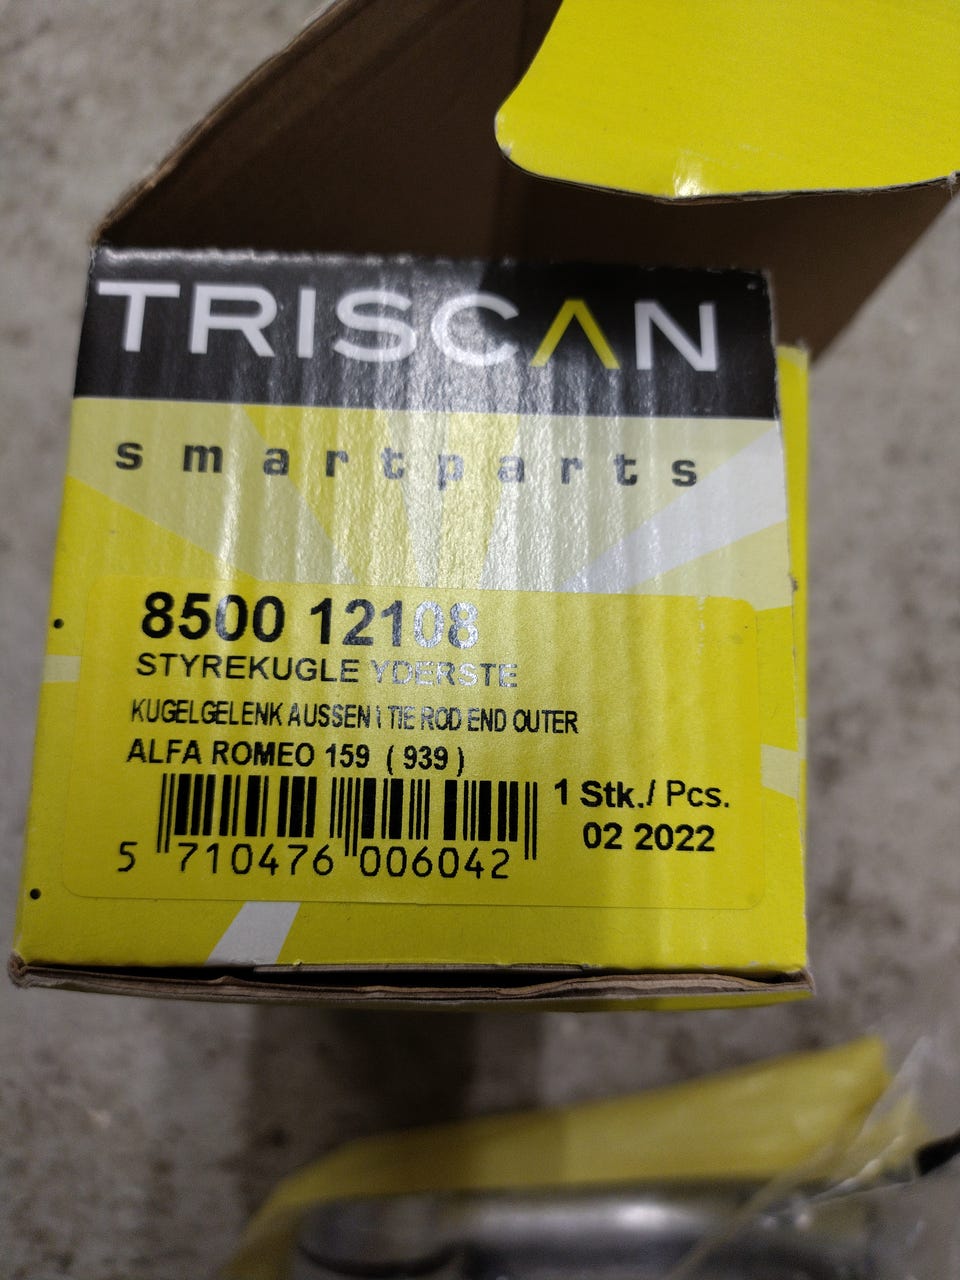 TRISCAN
smartparts
8500 12108
STYREKUGLE YDERSTE
KUGELGELENK AUSSEN \ TIE ROD END OUTER
ALFA ROMEO 159 ( 939 )
1 Stk./ Pcs.
02 2022
5 710476 006042